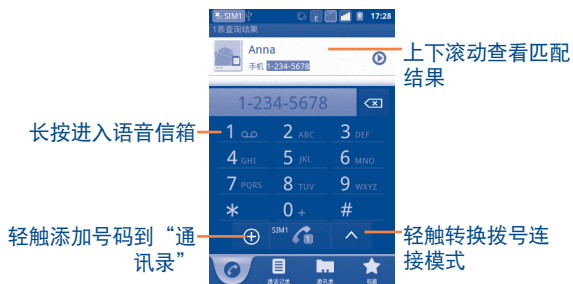 SIM1
E
17:28
1条查询结果
Anna
手机 1-234-5678
上下滚动查看匹配
结果
1-234-5678
长按进入语音信箱
1
2 ABC
3 DEF
4 GHI
5 JKL
6 MNO
7 PQRS
8 TUV
9 WXYZ
*
0 +
#
轻触添加号码到“通
讯录”
SIM1
1
轻触转换拨号连
接模式
通话记录
通讯录
收藏